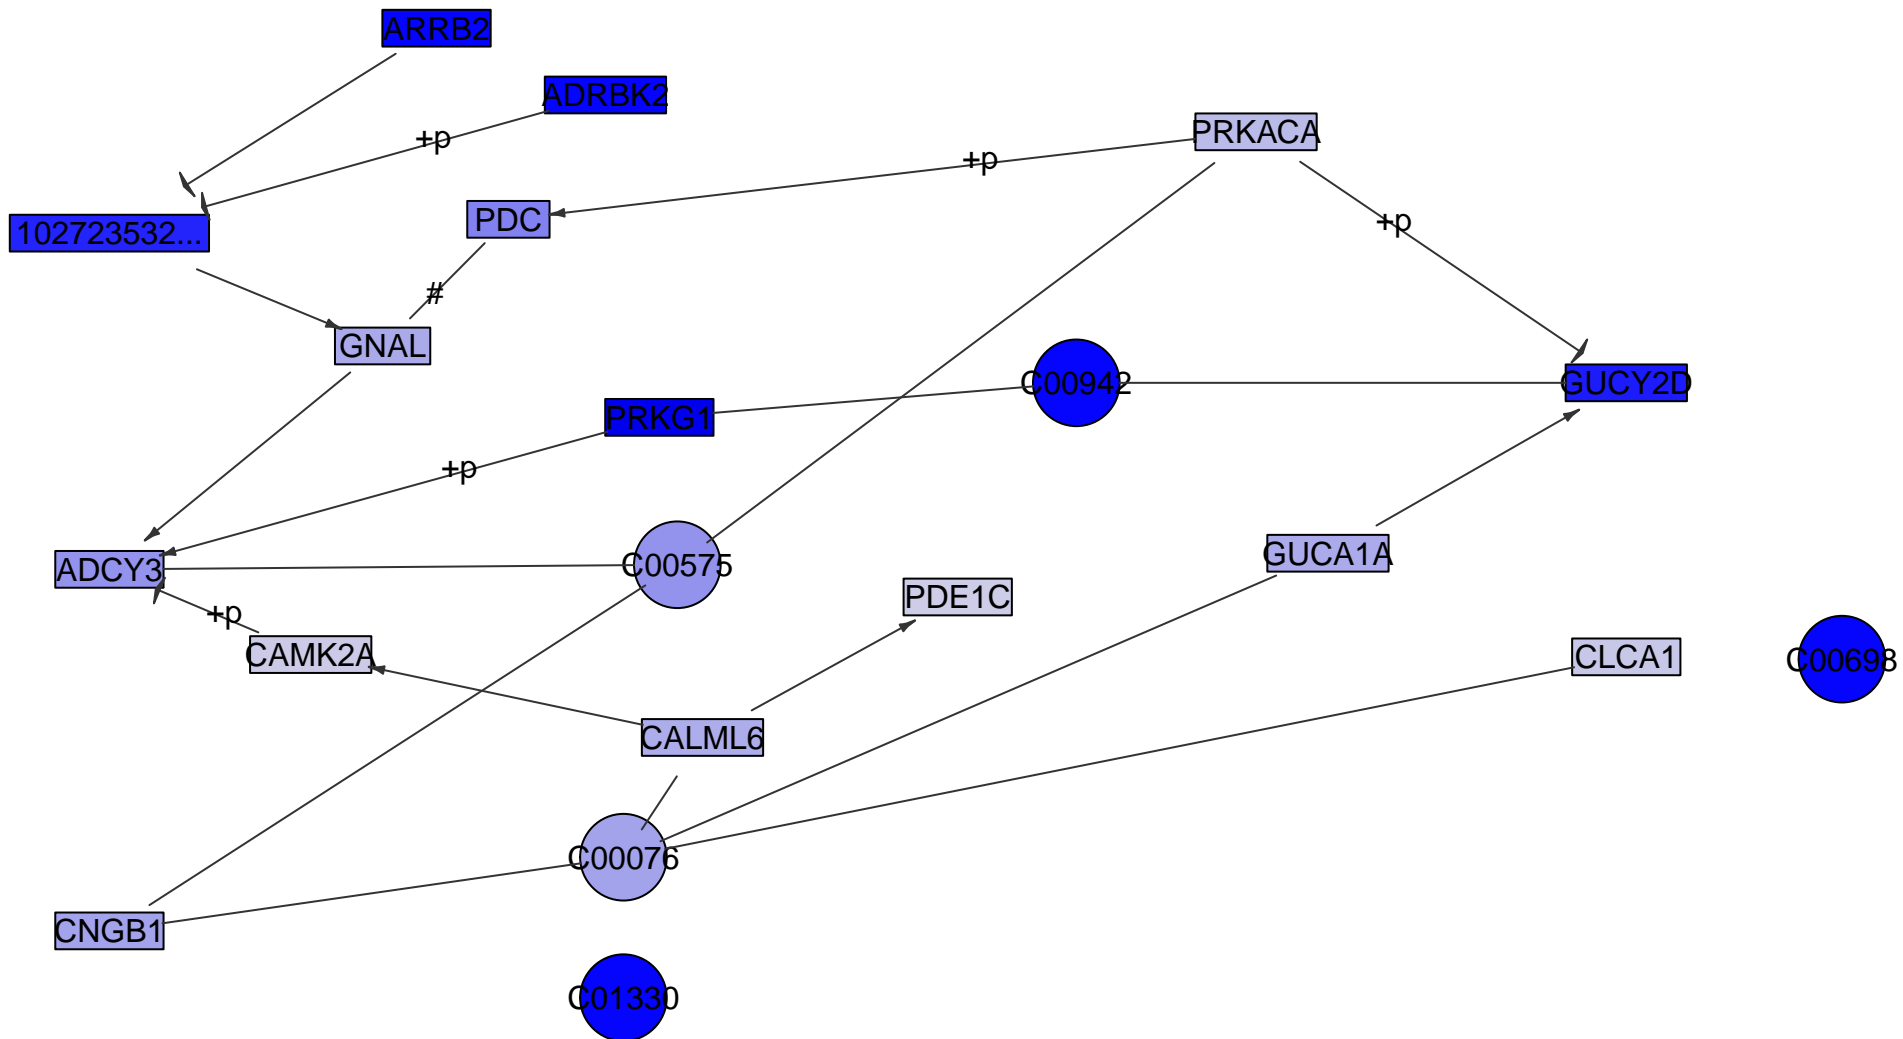 ARRB2
ADRBK2
PRKACA
+p
+p
PDC
+p
102723532...
#
GNAL
C00942
GUCY2D
PRKG1
+p
GUCA1A
C00575
ADCY3
PDE1C
+p
CAMK2A
CLCA1
C00698
CALML6
C00076
CNGB1
C01330